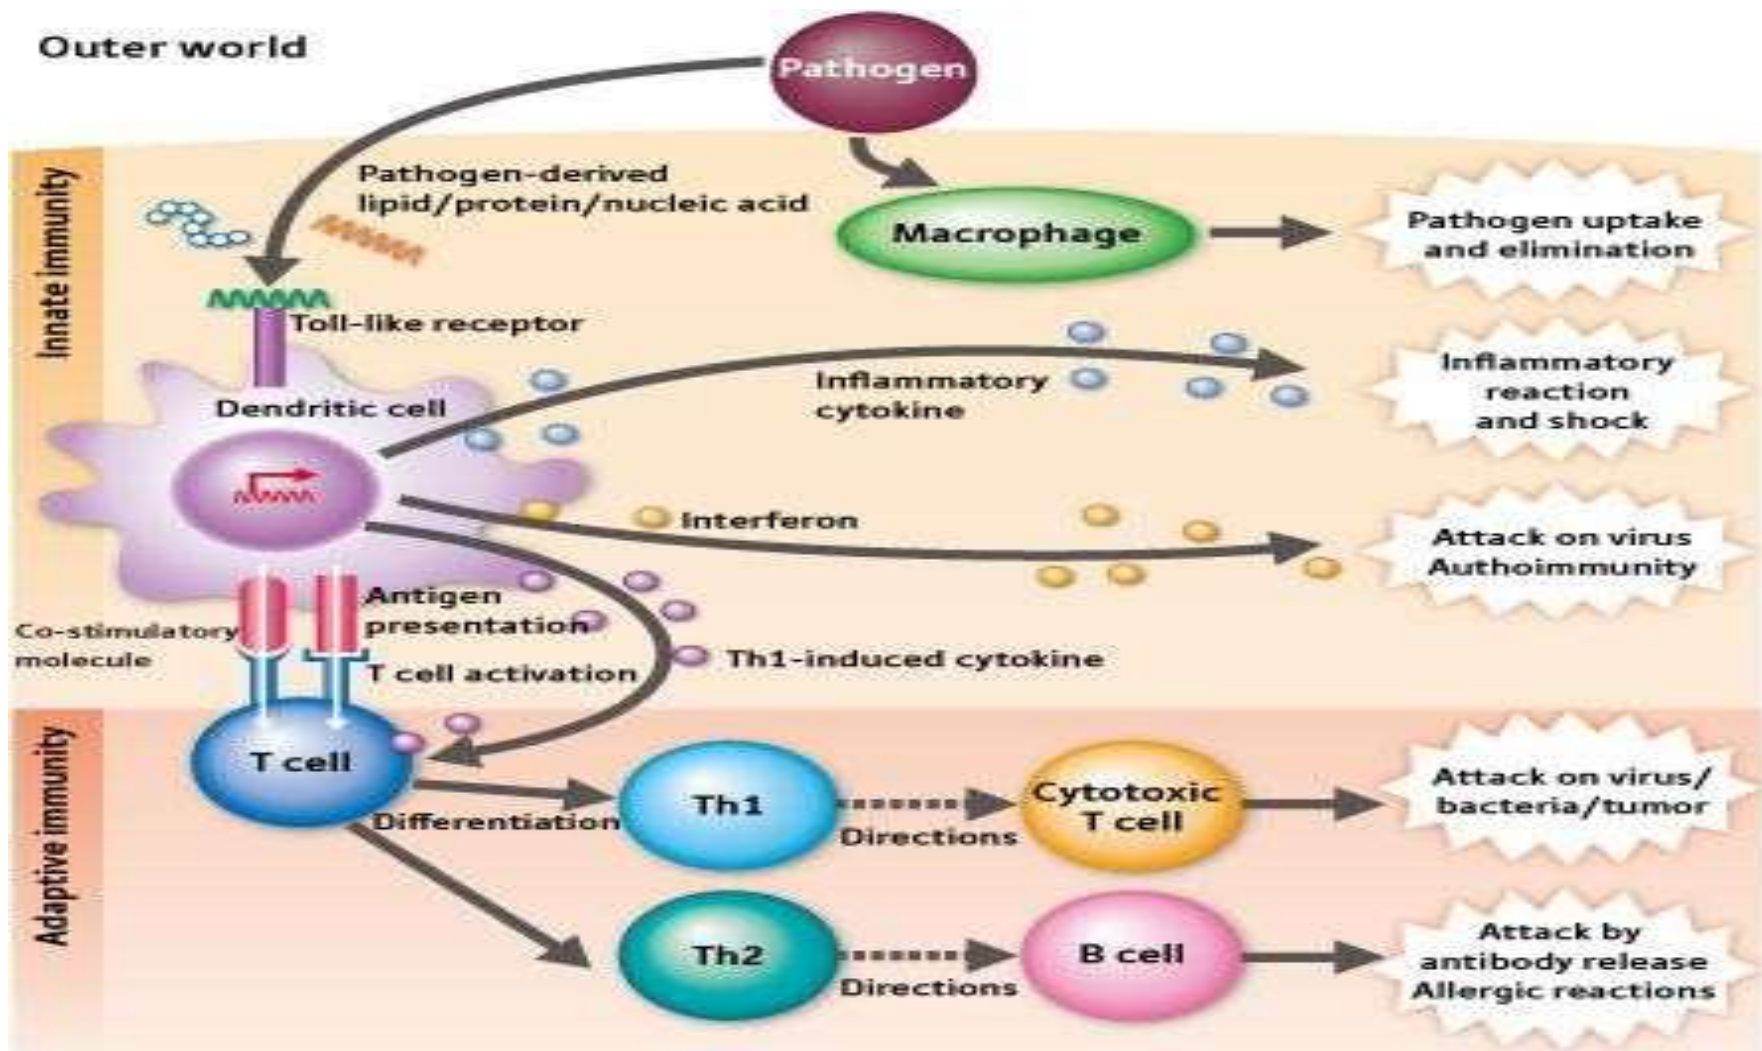 Outer world
Pathogen
Innate immunity
Pathogen-derived
lipid/protein/nucleic acid
Macrophage
Pathogen uptake
and elimination
Toll-like receptor
Dendritic cell
Inflammatory
cytokine
Inflammatory
reaction
and shock
Interferon
Attack on virus
Authoimmunity
Antigen
presentation
Co-stimulatory
molecule
T cell activation
Th1-induced cytokine
Adaptive immunity
T cell
Differentiation
Th1
Directions
Cytotoxic
T cell
Attack on virus/
bacteria/tumor
Th2
Directions
B cell
Attack by
antibody release
Allergic reactions